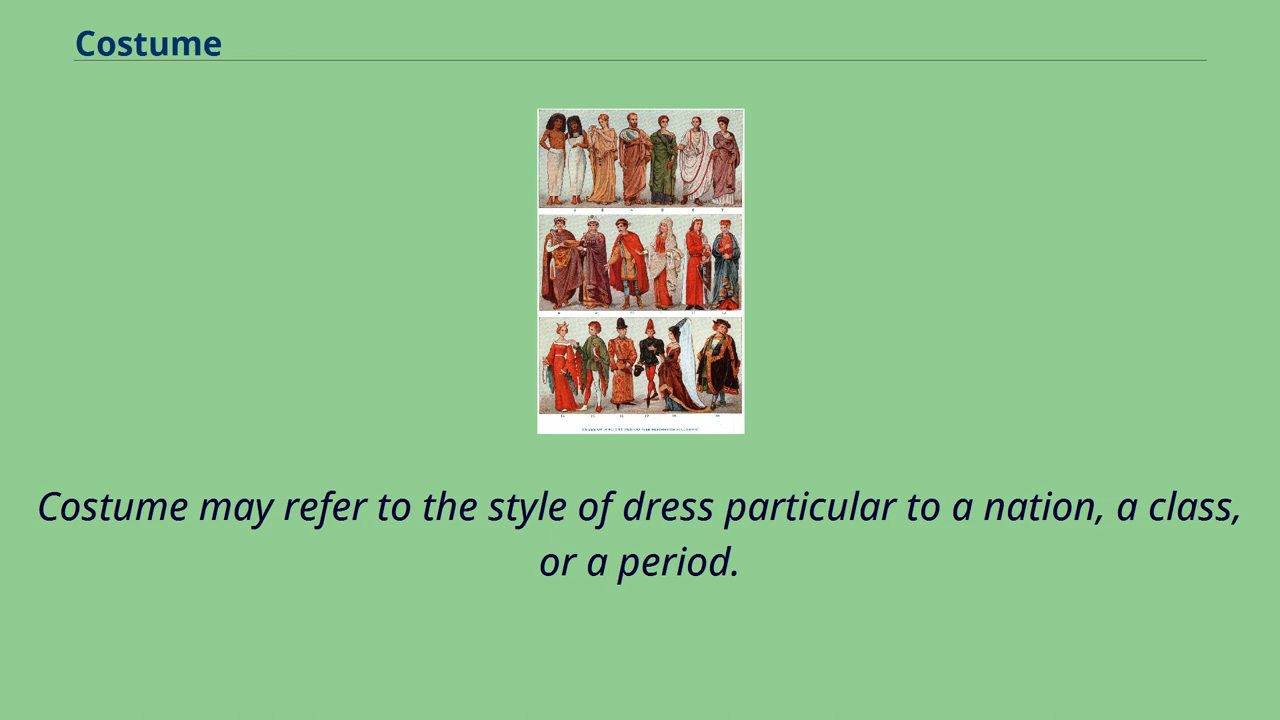 Costume
Costume may refer to the style of dress particular to a nation, a class,
or a period.